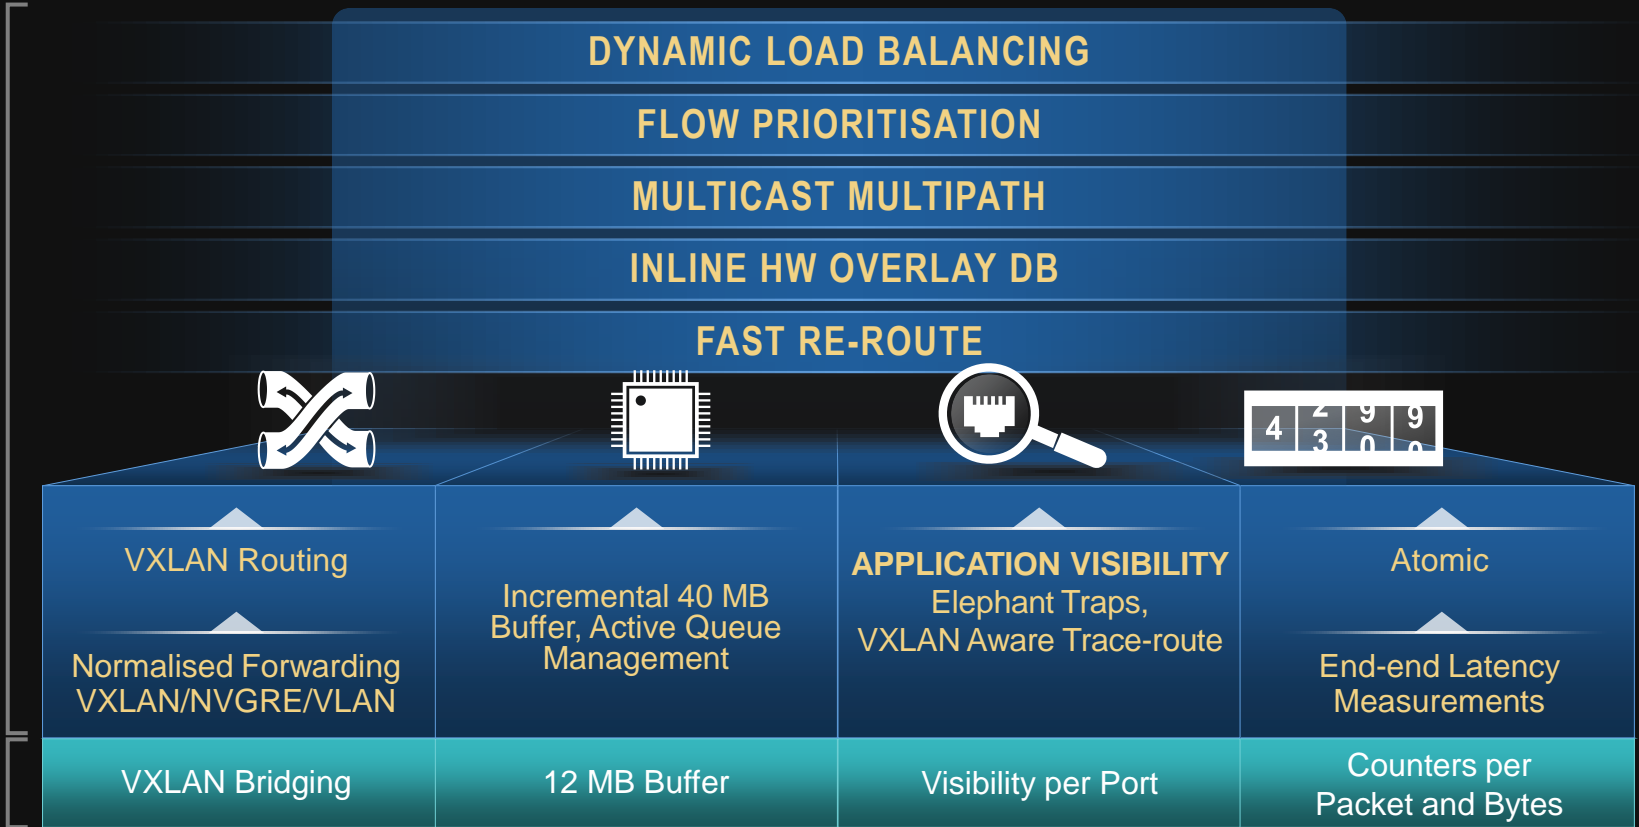 DYNAMIC LOAD BALANCING
FLOW PRIORITISATION
MULTICAST MULTIPATH
INLINE HW OVERLAY DB
FAST RE-ROUTE
4 2 9 9
3 0 0
VXLAN Routing
Normalised Forwarding
VXLAN/NVGRE/VLAN
Incremental 40 MB
Buffer, Active Queue
Management
APPLICATION VISIBILITY
Elephant Traps,
VXLAN Aware Trace-route
Atomic
End-end Latency
Measurements
VXLAN Bridging
12 MB Buffer
Visibility per Port
Counters per
Packet and Bytes